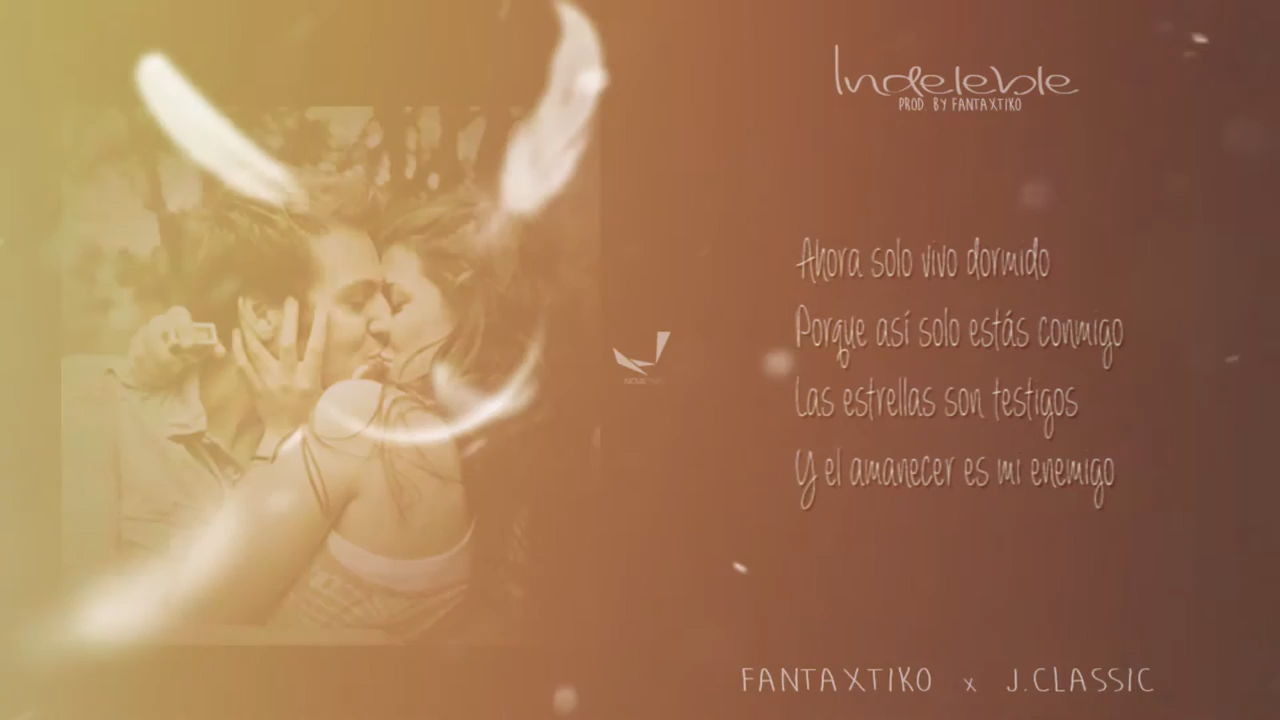 Indeleble
PROD. BY FANTAXTIKO
Ahora solo vivo dormido
Porque así solo estás conmigo
Las estrellas son testigos
Y el amanecer es mi enemigo
FANTAXTIKO x J.CLASSIC